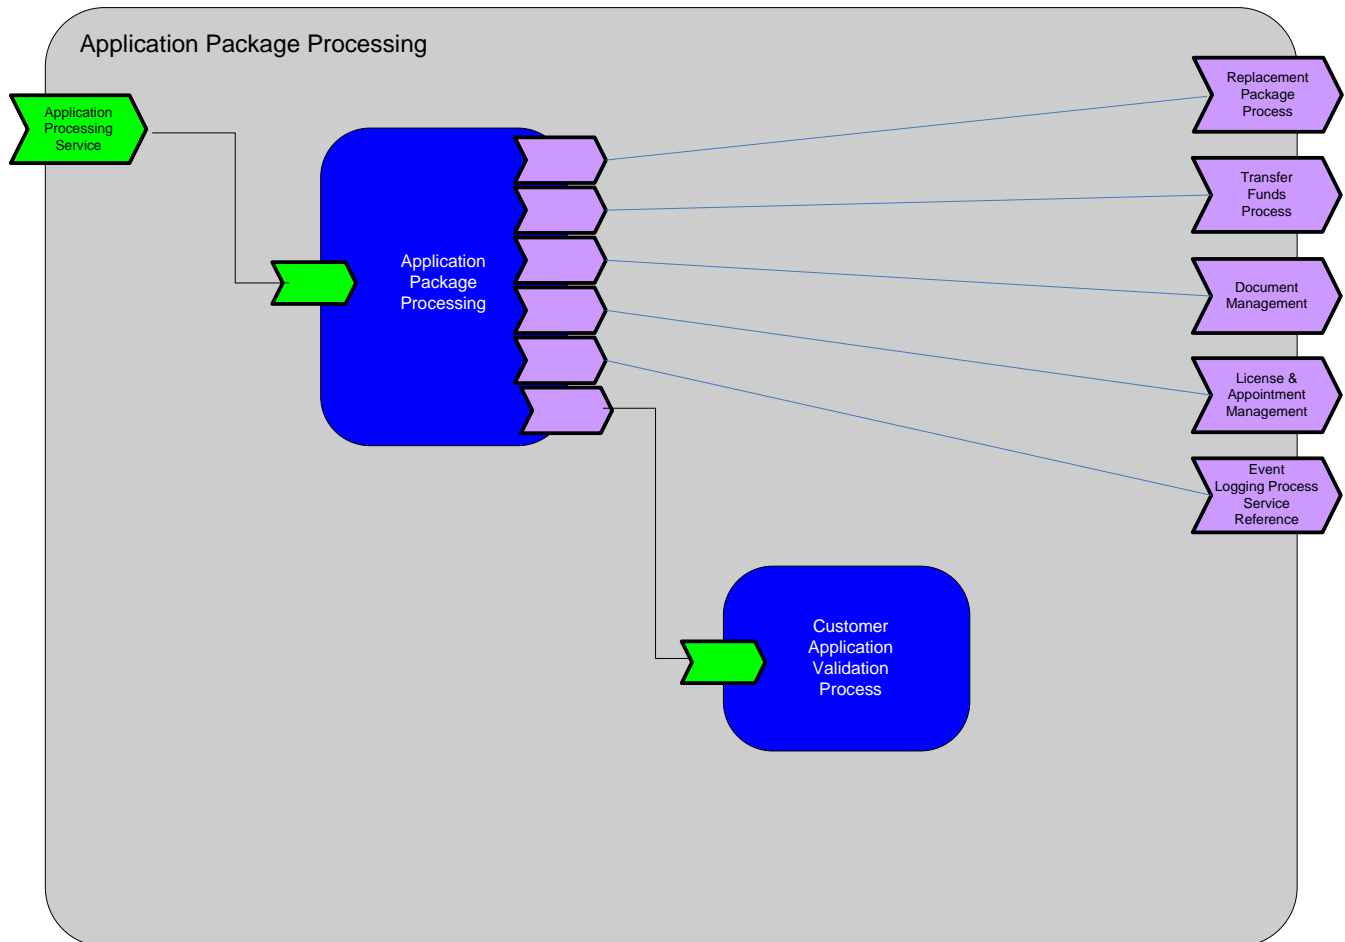 Application Package Processing
Application
Processing
Service
Application
Package
Processing
Replacement
Package
Process
Transfer
Funds
Process
Document
Management
License &
Appointment
Management
Event
Logging Process
Service
Reference
Customer
Application
Validation
Process